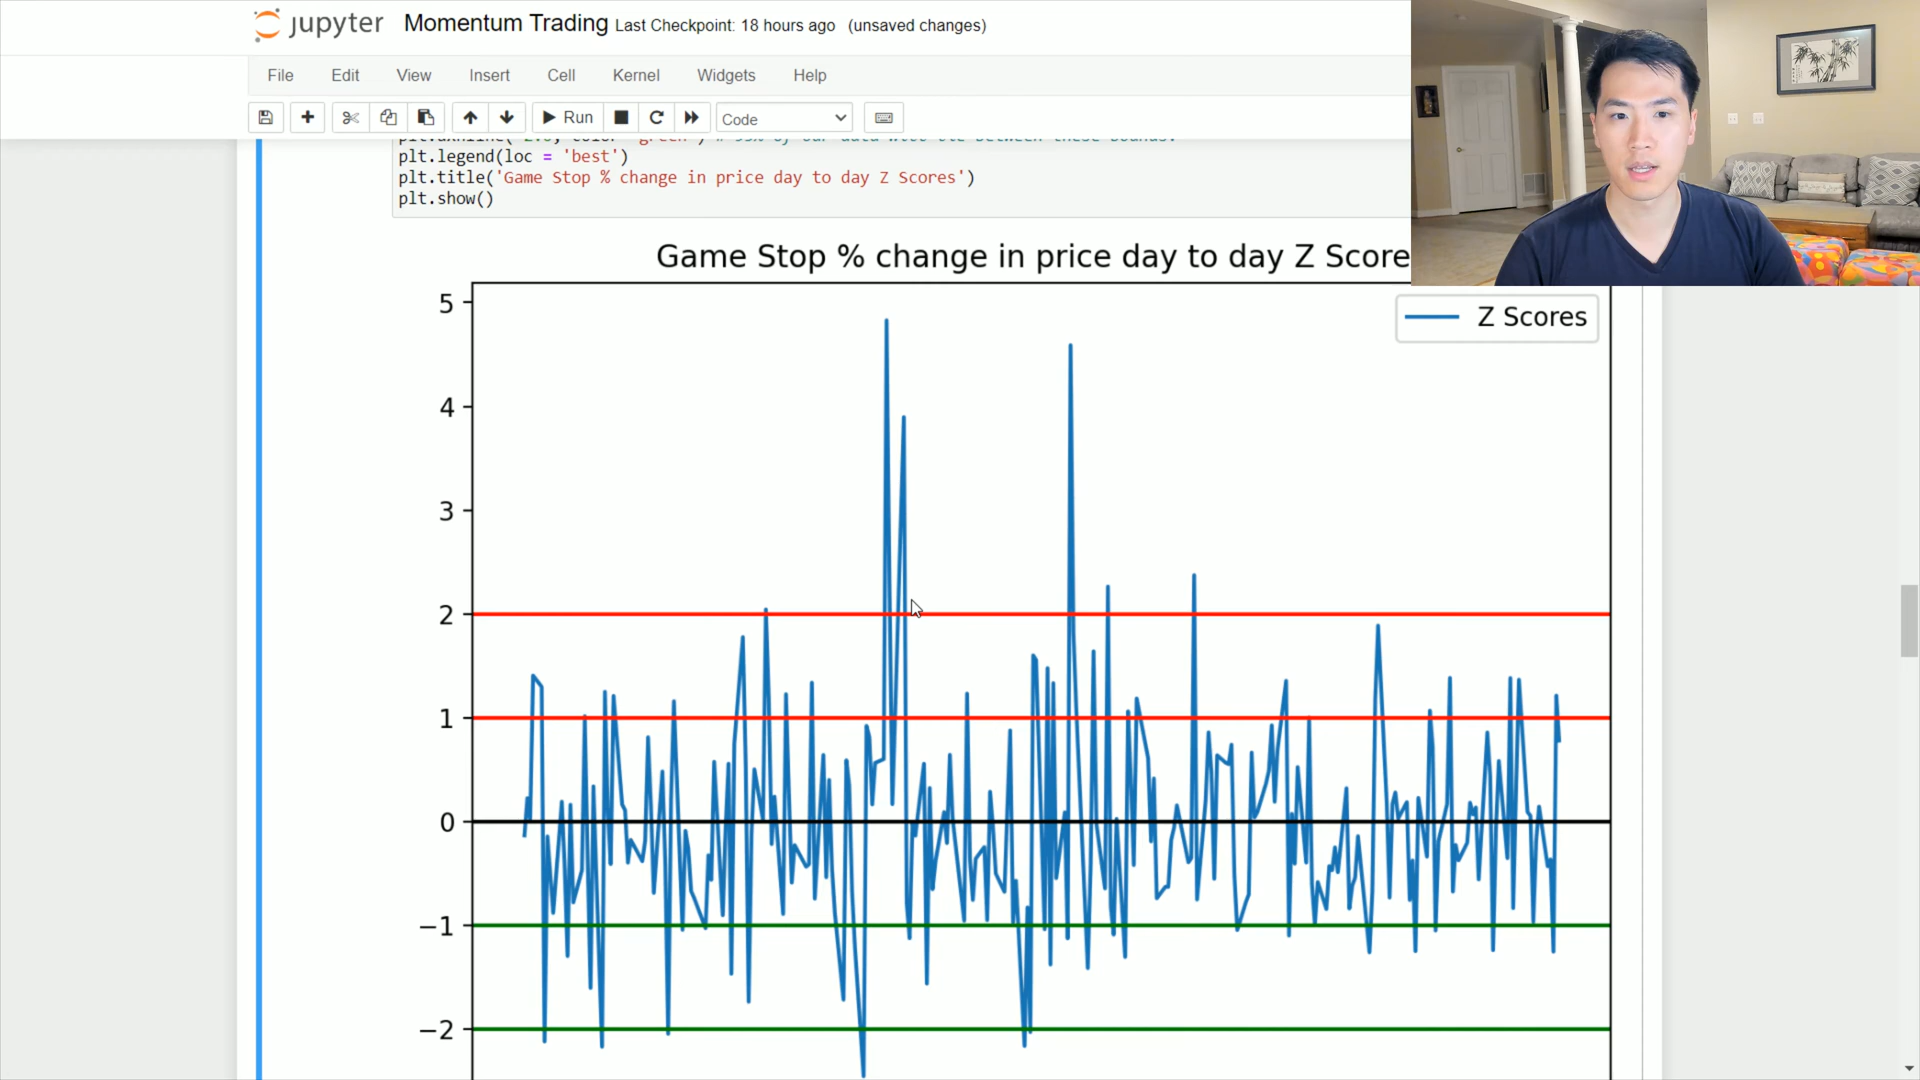 jupyter Momentum Trading Last Checkpoint: 18 hours ago (unsaved changes)
File Edit View Insert Cell Kernel Widgets Help
Run Code
plt.legend(loc = 'best')
plt.title('Game Stop % change in price day to day Z Scores')
plt.show()
Game Stop % change in price day to day Z Score
Z Scores
5
4
3
2
1
0
−1
−2